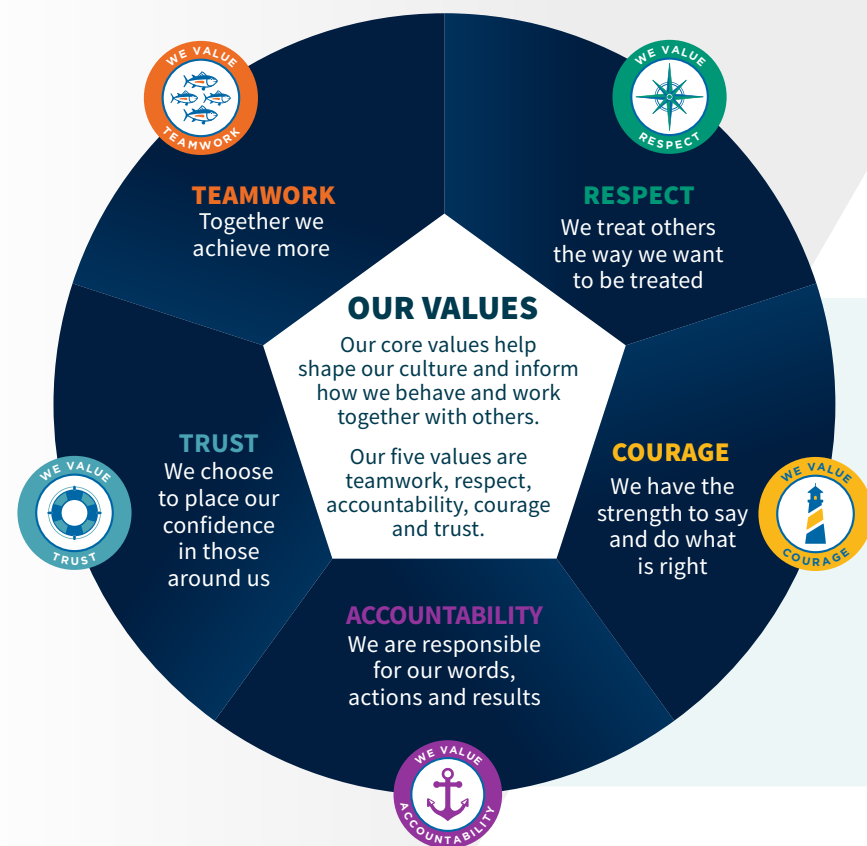 WE VALUE
TEAMWORK
TEAMWORK
Together we
achieve more
WE VALUE
RESPECT
RESPECT
We treat others
the way we want
to be treated
OUR VALUES
Our core values help
shape our culture and inform
how we behave and work
together with others.
Our five values are
teamwork, respect,
accountability, courage
and trust.
WE VALUE
TRUST
TRUST
We choose
to place our
confidence
in those
around us
COURAGE
We have the
strength to say
and do what
is right
WE VALUE
COURAGE
ACCOUNTABILITY
We are responsible
for our words,
actions and results
WE VALUE
ACCOUNTABILITY